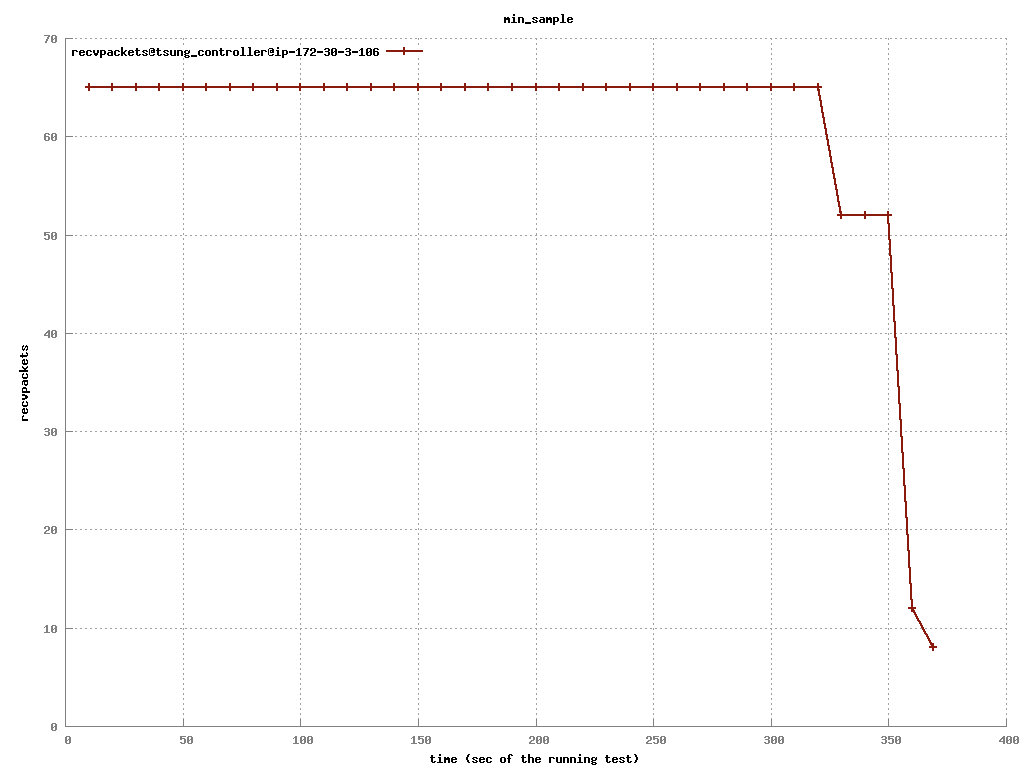 min_sample
recvpackets@tsung_controller@ip-172-30-3-106
70
60
50
40
30
20
10
0
recvpackets
0 50 100 150 200 250 300 350 400
time (sec of the running test)